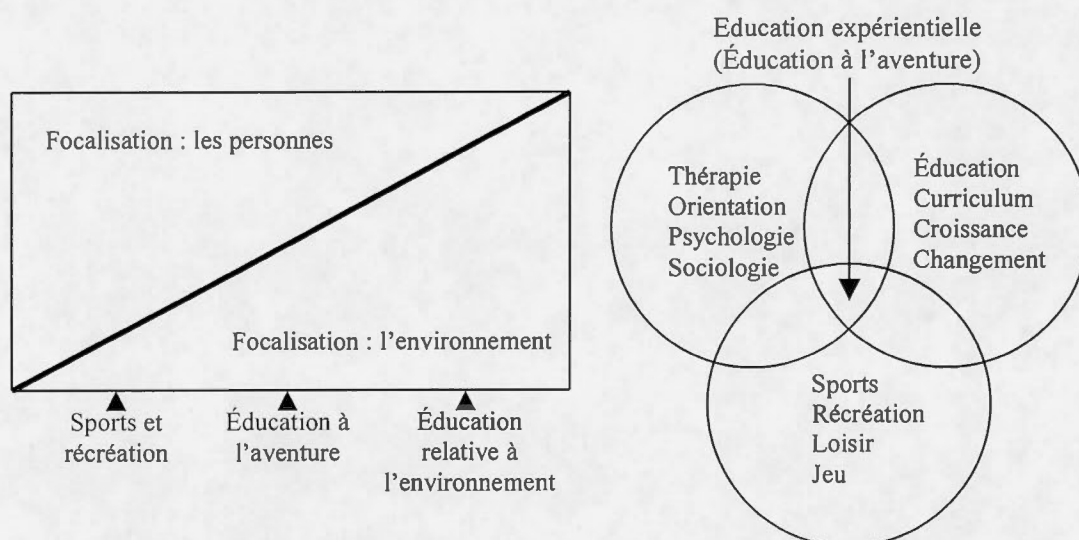 Focalisation : les personnes
Focalisation : l'environnement
Sports et
récréation
Éducation à
l'aventure
Éducation
relative à
l'environnement
Education expérientielle
(Éducation à l'aventure)
Thérapie
Orientation
Psychologie
Sociologie
Éducation
Curriculum
Croissance
Changement
Sports
Récréation
Loisir
Jeu